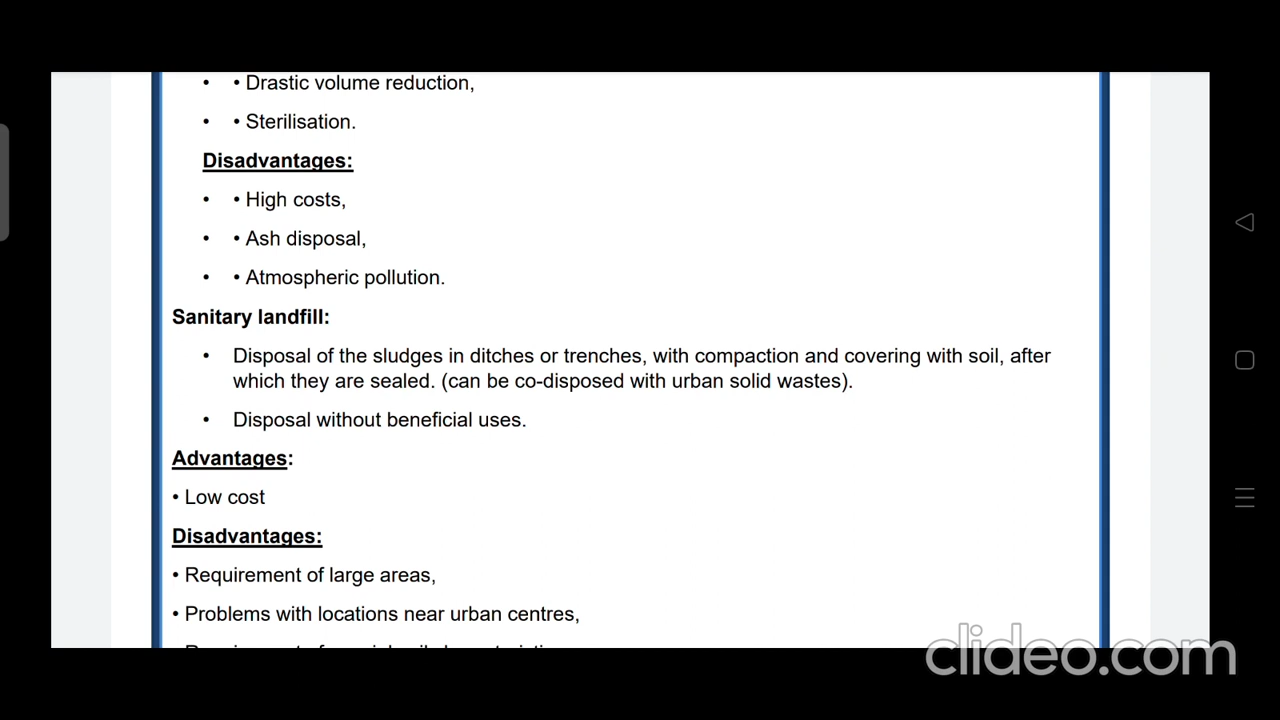 • • Drastic volume reduction,
• • Sterilisation.
Disadvantages:
• • High costs,
• • Ash disposal,
• • Atmospheric pollution.
Sanitary landfill:
• Disposal of the sludges in ditches or trenches, with compaction and covering with soil, after
which they are sealed. (can be co-disposed with urban solid wastes).
• Disposal without beneficial uses.
Advantages:
• Low cost
Disadvantages:
• Requirement of large areas,
• Problems with locations near urban centres,
clideo.com